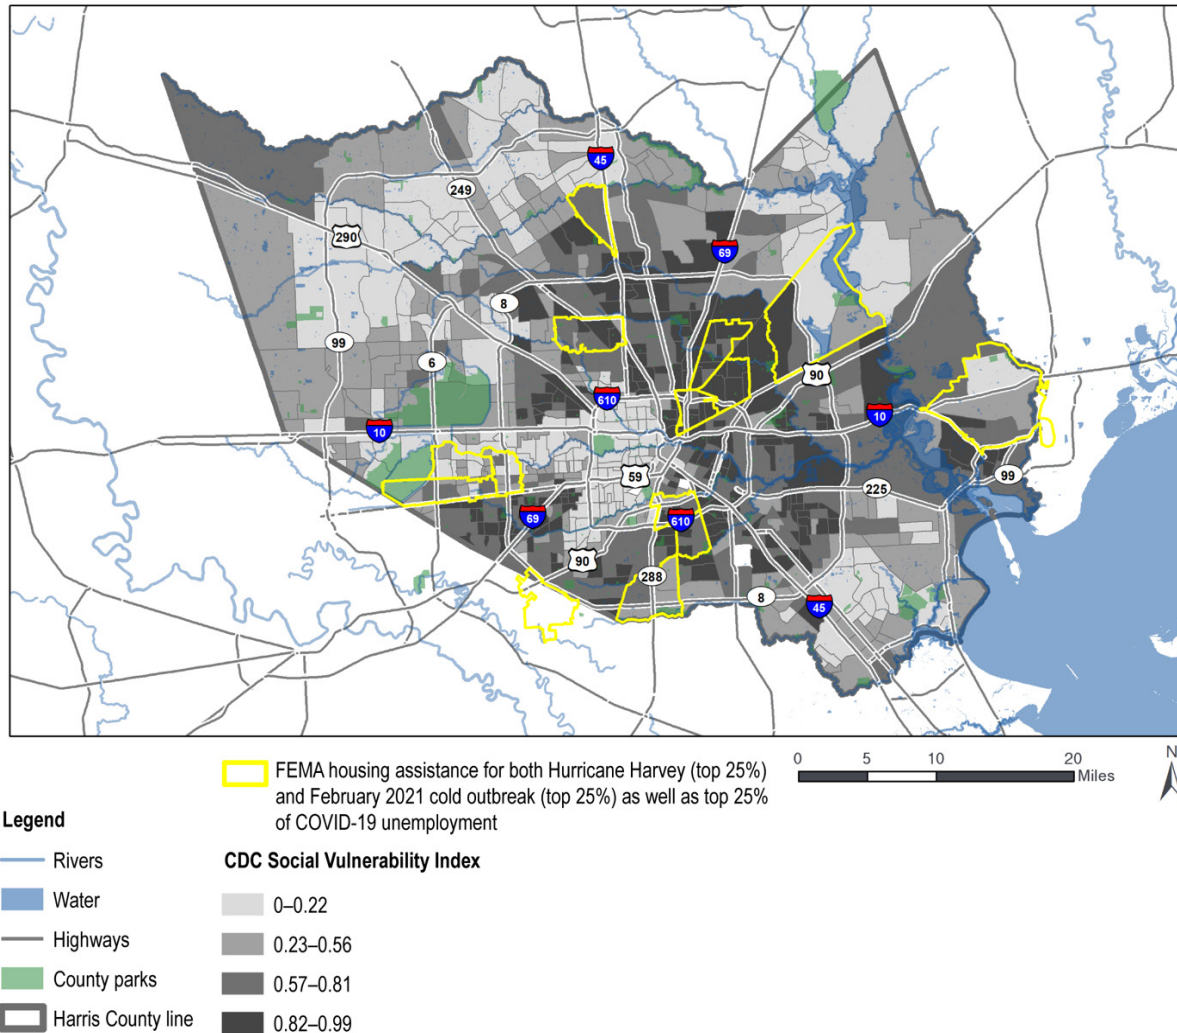 45
249
290
69
8
99
6
90
610
10
10
99
59
225
69
610
90
288
8
45
0 5 10 20
Miles
N
FEMA housing assistance for both Hurricane Harvey (top 25%)
and February 2021 cold outbreak (top 25%) as well as top 25%
of COVID-19 unemployment
Legend
Rivers
Water
Highways
County parks
Harris County line
CDC Social Vulnerability Index
0–0.22
0.23–0.56
0.57–0.81
0.82–0.99